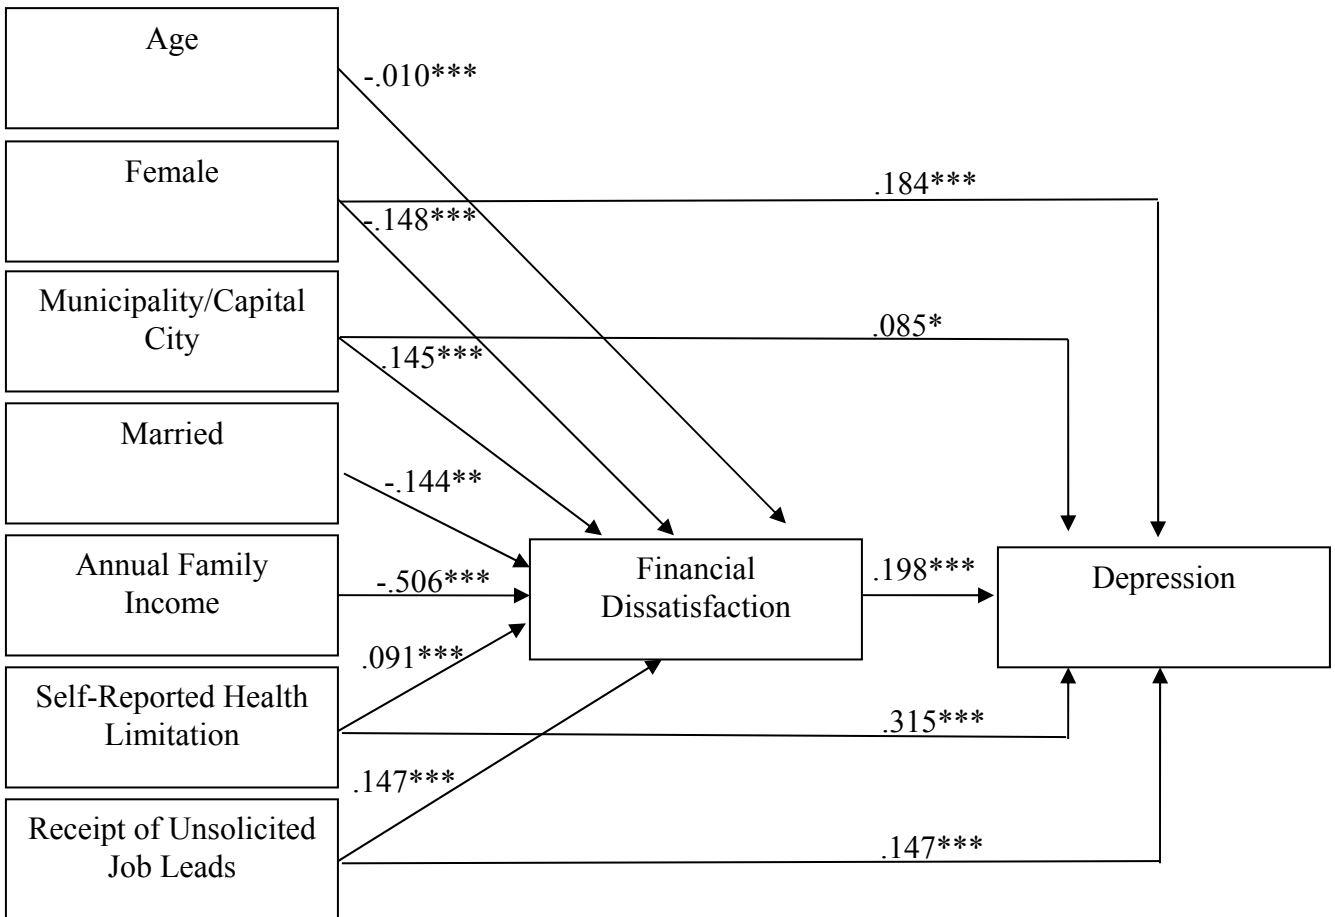 Age
-.010***
Female
.184***
-.148***
Municipality/Capital
City
.085*
.145***
Married
-.144**
Annual Family
Income
-.506***
Financial
Dissatisfaction
.198***
Depression
.091***
Self-Reported Health
Limitation
.315***
.147***
Receipt of Unsolicited
Job Leads
.147***